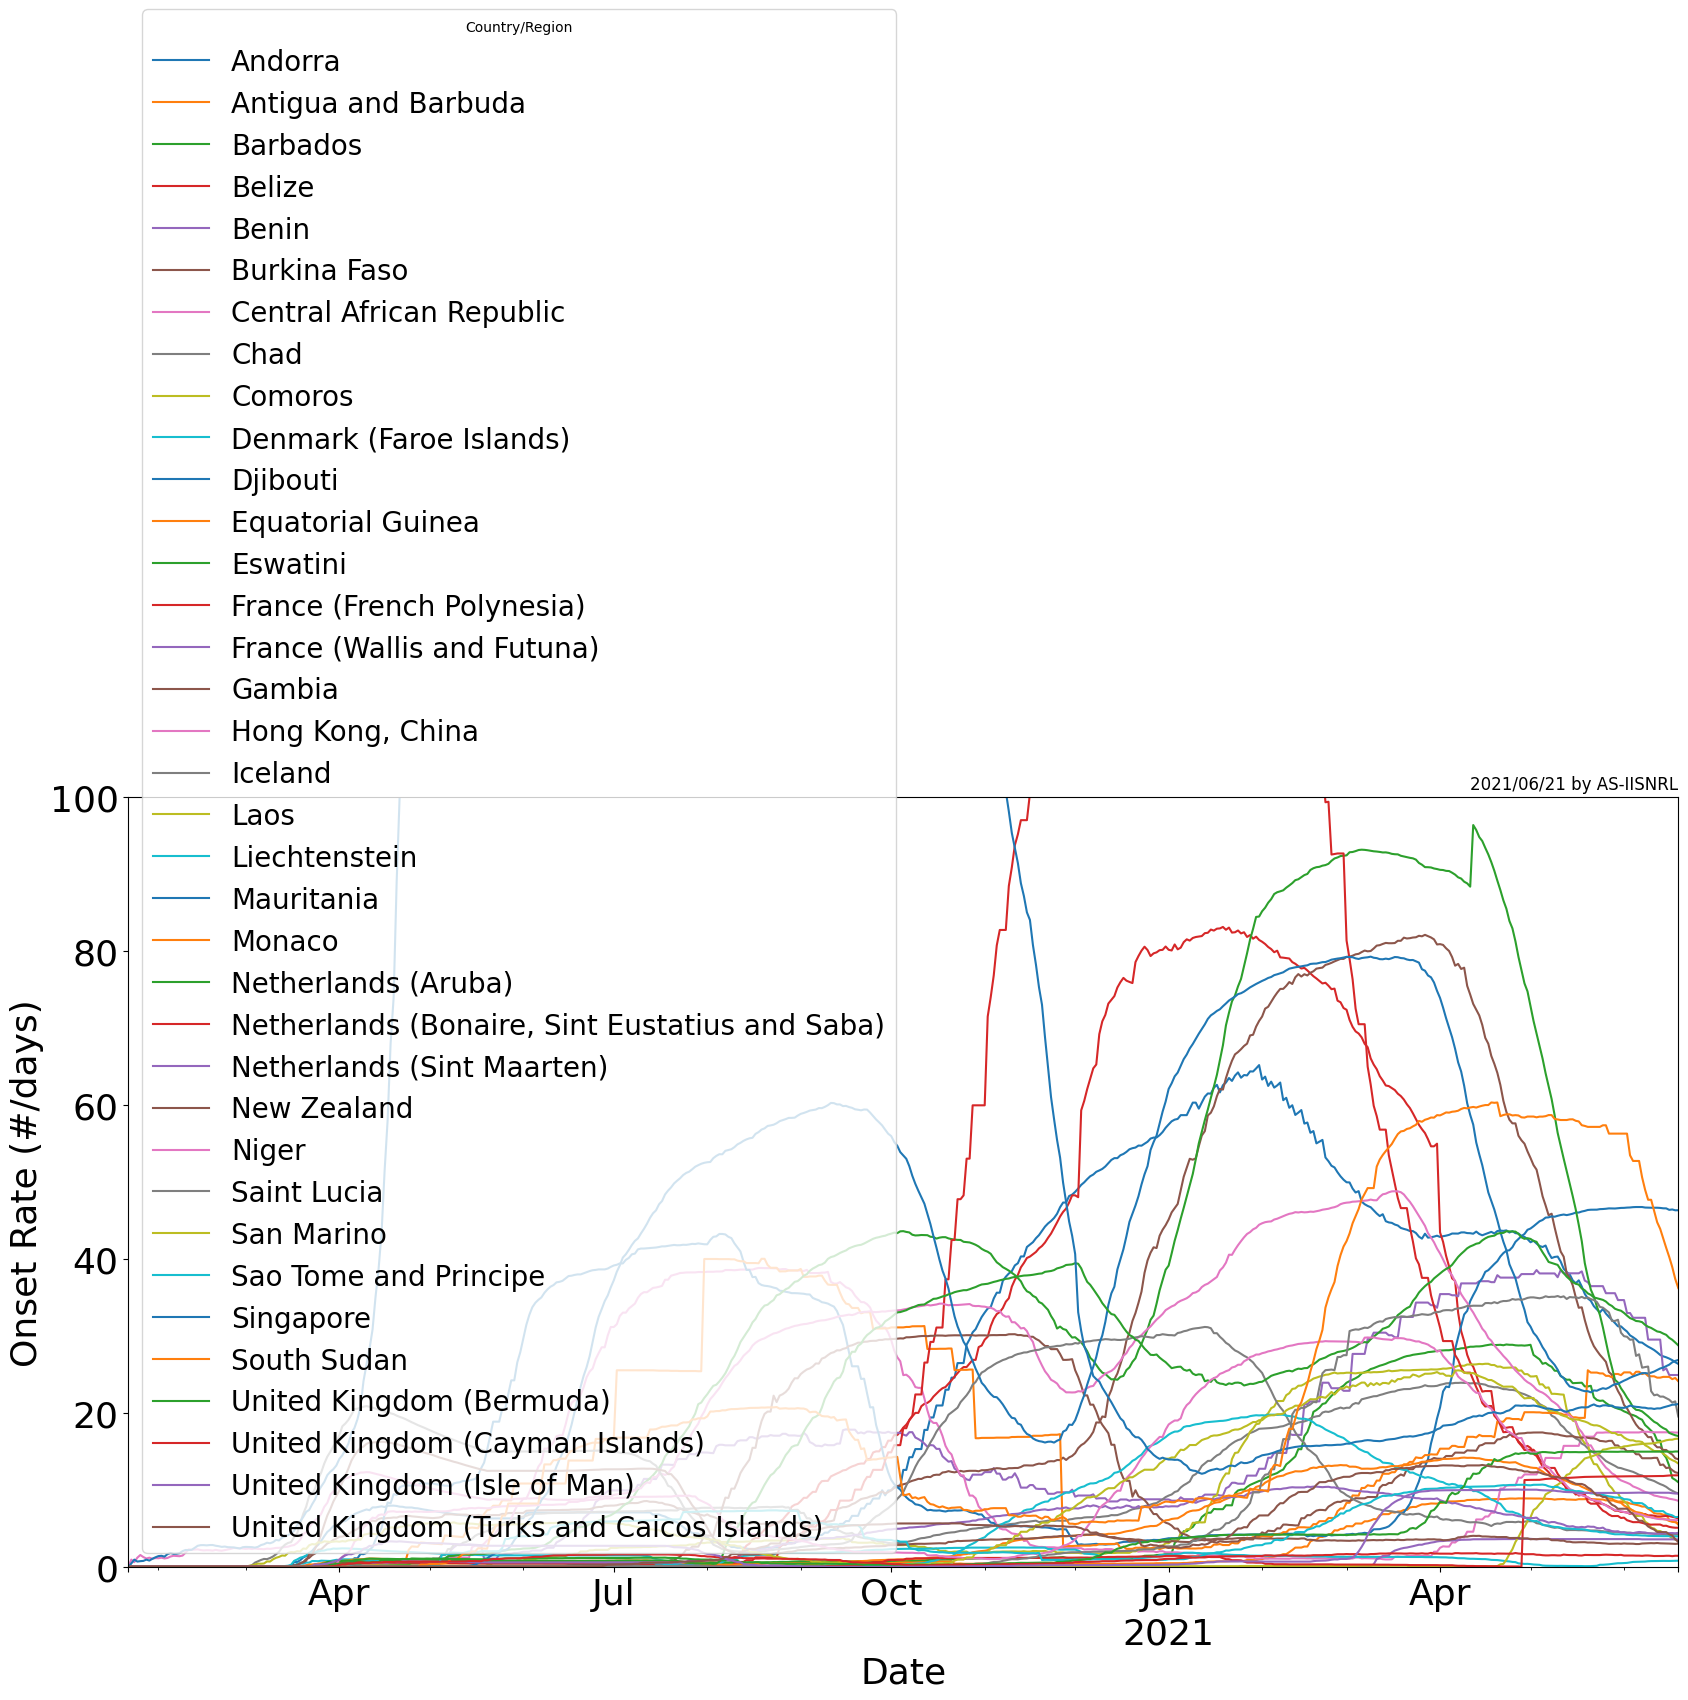 Country/Region
Andorra
Antigua and Barbuda
Barbados
Belize
Benin
Burkina Faso
Central African Republic
Chad
Comoros
Denmark (Faroe Islands)
Djibouti
Equatorial Guinea
Eswatini
France (French Polynesia)
France (Wallis and Futuna)
Gambia
Hong Kong, China
Iceland
Laos
Liechtenstein
Mauritania
Monaco
Netherlands (Aruba)
Netherlands (Bonaire, Sint Eustatius and Saba)
Netherlands (Sint Maarten)
New Zealand
Niger
Saint Lucia
San Marino
Sao Tome and Principe
Singapore
South Sudan
United Kingdom (Bermuda)
United Kingdom (Cayman Islands)
United Kingdom (Isle of Man)
United Kingdom (Turks and Caicos Islands)
2021/06/21 by AS-IISNRL
100
80
60
40
20
0
Onset Rate (#/days)
Apr Jul Oct Jan Apr
2021
Date